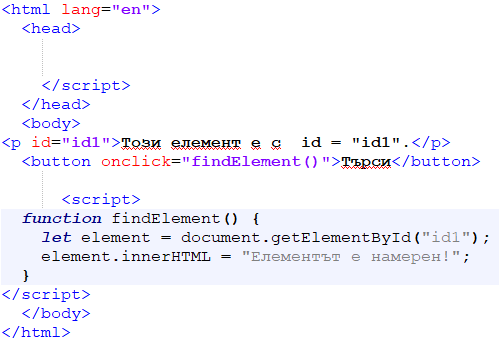 <html lang="en">
<head>
</script>
</head>
<body>
<p id="id1">Този елемент е с  id = "id1".</p>
<button onclick="findElement()">Търси</button>
<script>
function findElement() {
let element = document.getElementById("id1");
element.innerHTML = "Елементът е намерен!";
}
</script>
</body>
</html>